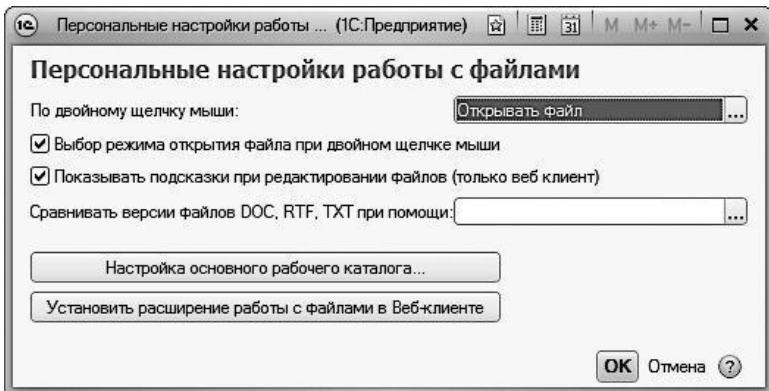 1С Персональные настройки работы ... (1С:Предприятие) 31 M M+ M-
Персональные настройки работы с файлами
По двойному щелчку мыши: Открывать файл ...
Выбор режима открытия файла при двойном щелчке мыши
Показывать подсказки при редактировании файлов (только веб клиент)
Сравнивать версии файлов DOC, RTF, TXT при помощи: ...
Настройка основного рабочего каталога...
Установить расширение работы с файлами в Веб-клиенте
OK Отмена ?